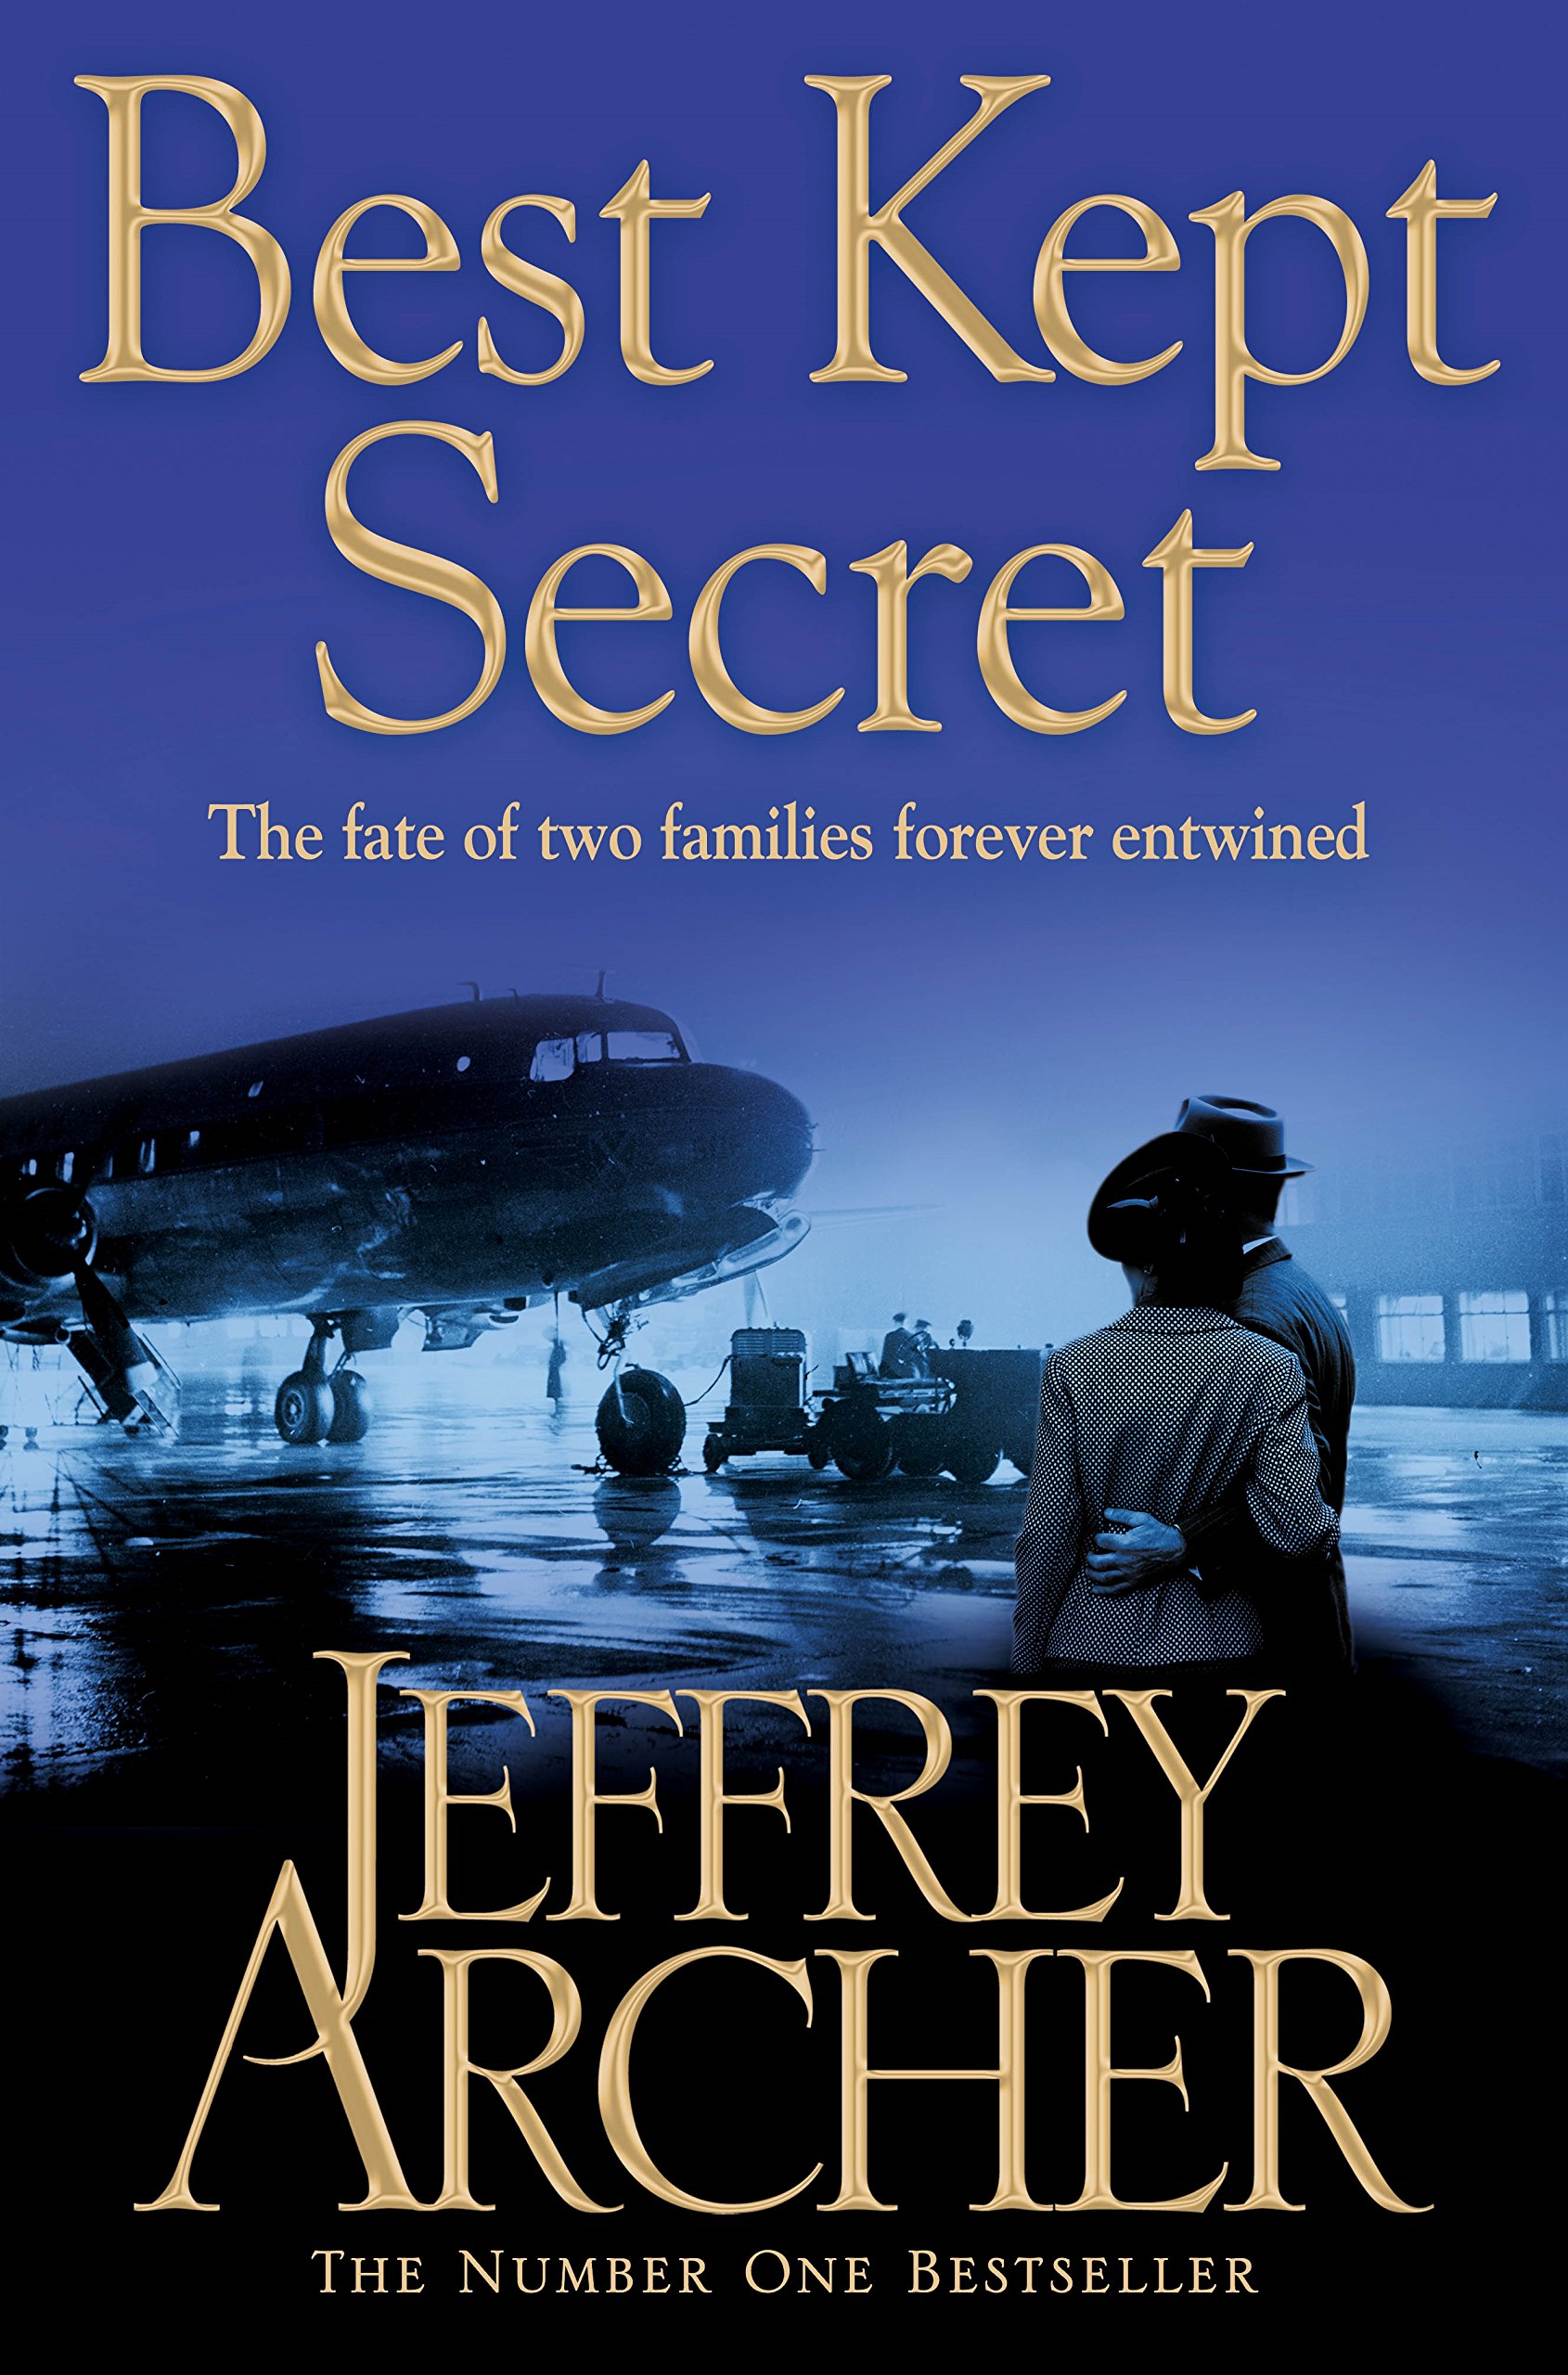 Best Kept
Secret
The fate of two families forever entwined
JEFFREY
ARCHER
THE NUMBER ONE BESTSELLER